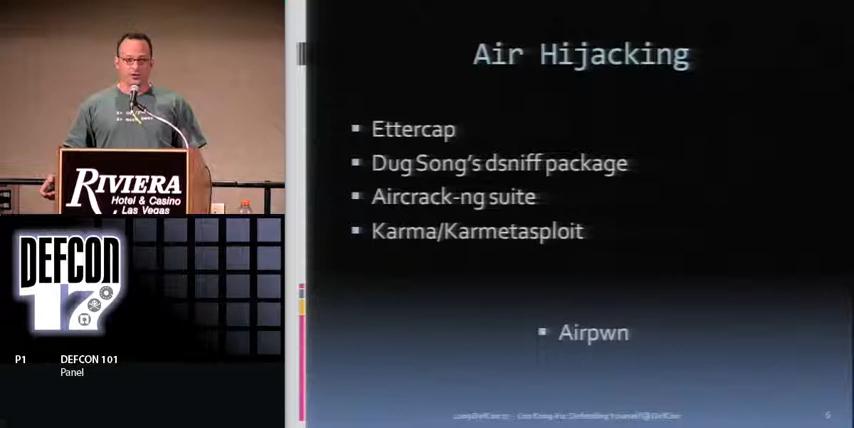 RIVIERA
Hotel & Casino
Las Vegas
DEFCON
17
P1 DEFCON 101
Panel
Air Hijacking
▪ Ettercap
▪ Dug Song's dsniff package
▪ Aircrack-ng suite
▪ Karma/Karmetasploit
▪ Airpwn
6